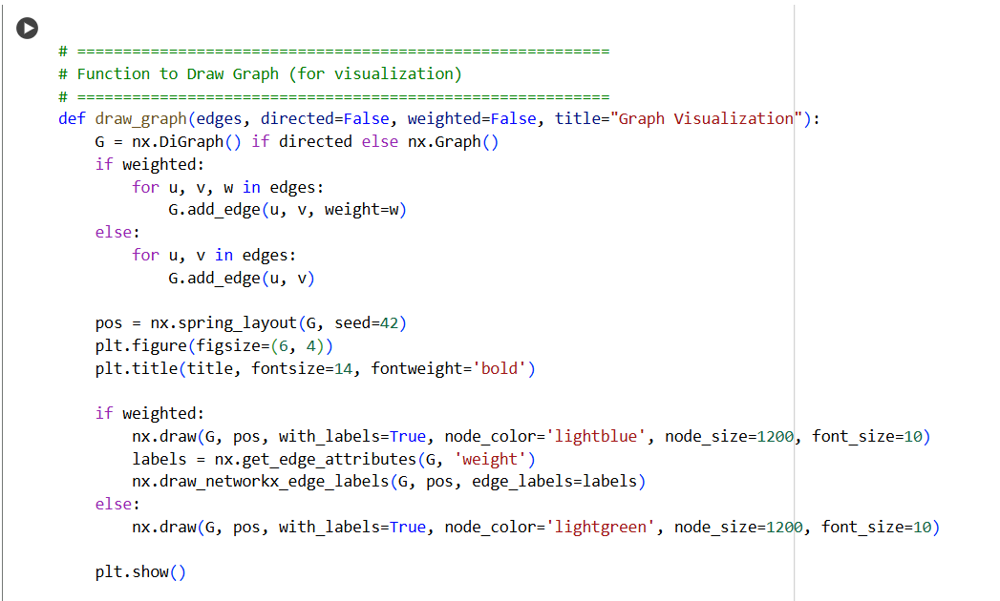 # ==========================================================
# Function to Draw Graph (for visualization)
# ==========================================================
def draw_graph(edges, directed=False, weighted=False, title="Graph Visualization"):
    G = nx.DiGraph() if directed else nx.Graph()
    if weighted:
        for u, v, w in edges:
            G.add_edge(u, v, weight=w)
    else:
        for u, v in edges:
            G.add_edge(u, v)

    pos = nx.spring_layout(G, seed=42)
    plt.figure(figsize=(6, 4))
    plt.title(title, fontsize=14, fontweight='bold')

    if weighted:
        nx.draw(G, pos, with_labels=True, node_color='lightblue', node_size=1200, font_size=10)
        labels = nx.get_edge_attributes(G, 'weight')
        nx.draw_networkx_edge_labels(G, pos, edge_labels=labels)
    else:
        nx.draw(G, pos, with_labels=True, node_color='lightgreen', node_size=1200, font_size=10)

    plt.show()